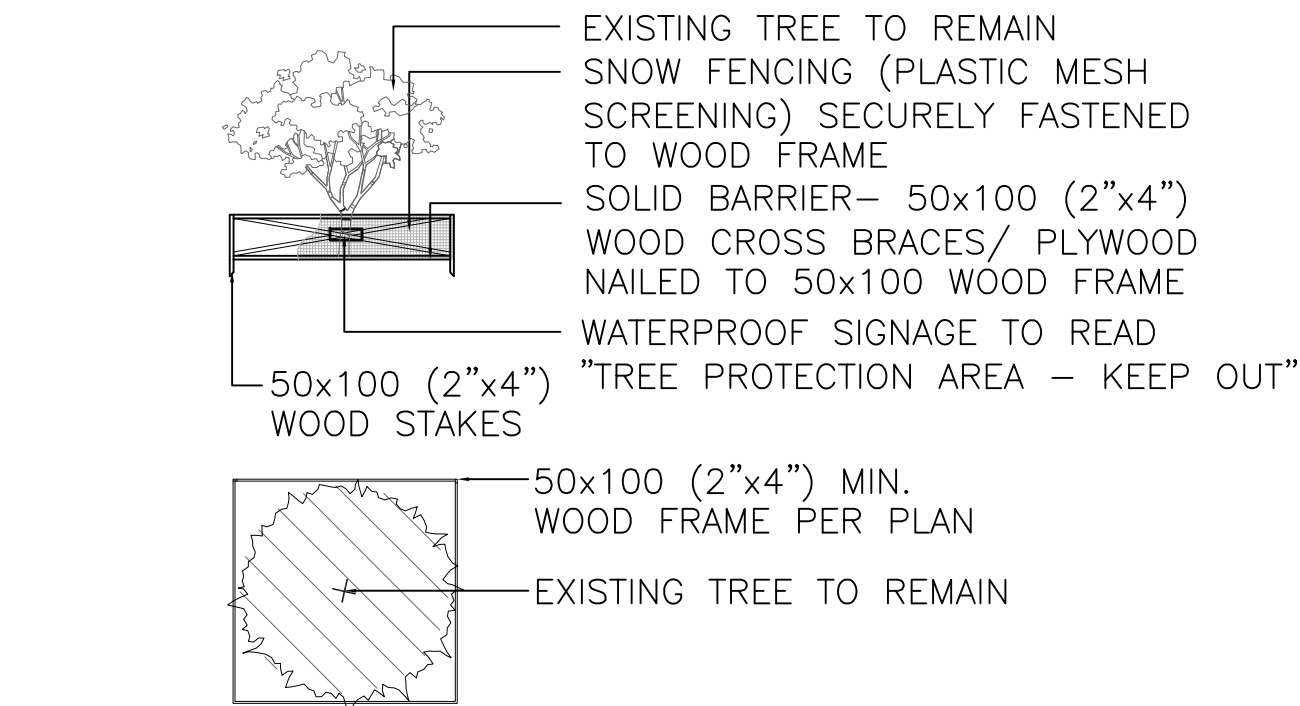 EXISTING TREE TO REMAIN
SNOW FENCING (PLASTIC MESH
SCREENING) SECURELY FASTENED
TO WOOD FRAME
SOLID BARRIER– 50x100 (2”x4”)
WOOD CROSS BRACES/ PLYWOOD
NAILED TO 50x100 WOOD FRAME
WATERPROOF SIGNAGE TO READ
”TREE PROTECTION AREA – KEEP OUT”
50x100 (2”x4”)
WOOD STAKES
50x100 (2”x4”) MIN.
WOOD FRAME PER PLAN
EXISTING TREE TO REMAIN